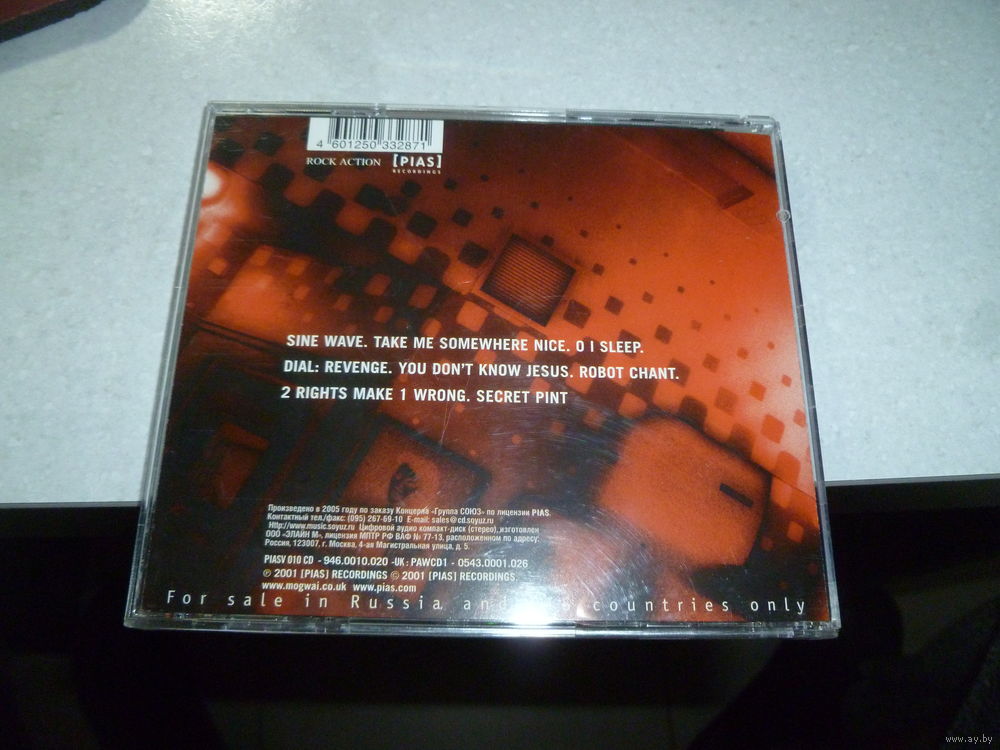 4 601250 332871
ROCK ACTION [PIAS]
RECORDINGS
SINE WAVE. TAKE ME SOMEWHERE NICE. O I SLEEP.
DIAL: REVENGE. YOU DON'T KNOW JESUS. ROBOT CHANT.
2 RIGHTS MAKE 1 WRONG. SECRET PINT
Произведено в 2005 году по заказу Концерна «Группа СОЮЗ» по лицензии PIAS.
Контактный тел./факс: (095) 267-69-10 E-mail: sales@cd.soyuz.ru
Http://www.music.soyuz.ru Цифровой аудио компакт-диск (стерео), изготовлен
ООО «ЭЛАЙН М», лицензия МПТР РФ ВАФ № 77-13, расположенном по адресу:
Россия, 123007, г. Москва, 4-ая Магистральная улица, д. 5.
PIASV 010 CD - 946.0010.020 -UK: PAWCD1 - 0543.0001.026
℗ 2001 [PIAS] RECORDINGS © 2001 [PIAS] RECORDINGS.
www.mogwai.co.uk www.pias.com
For sale in Russia and countries only
www.ay.by